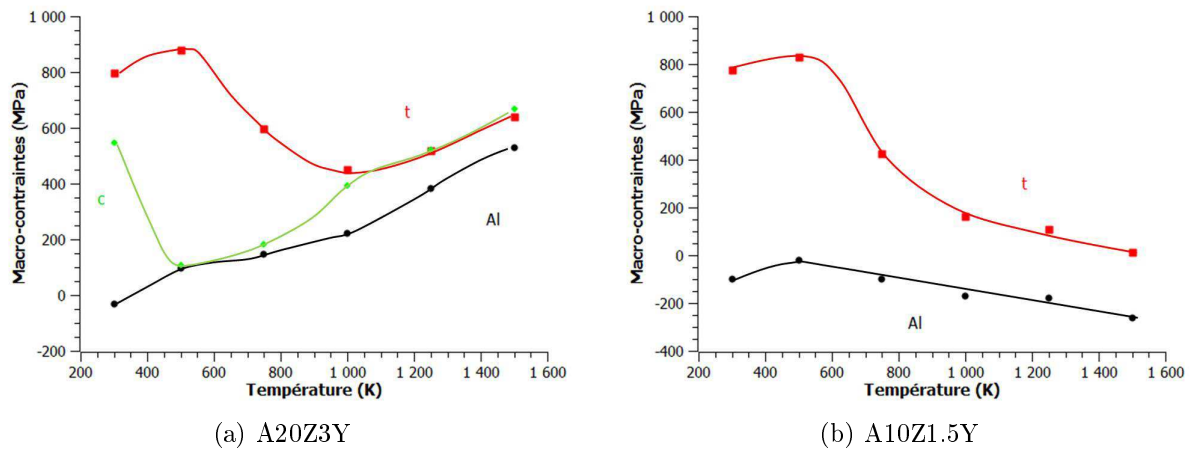 1 000
800
600
400
200
0
-200
Macro-contraintes (MPa)
t
c
Al
200 400 600 800 1 000 1 200 1 400 1 600
Température (K)
(a) A20Z3Y
1 000
800
600
400
200
0
-200
-400
Macro-contraintes (MPa)
t
Al
200 400 600 800 1 000 1 200 1 400 1 600
Température (K)
(b) A10Z1.5Y